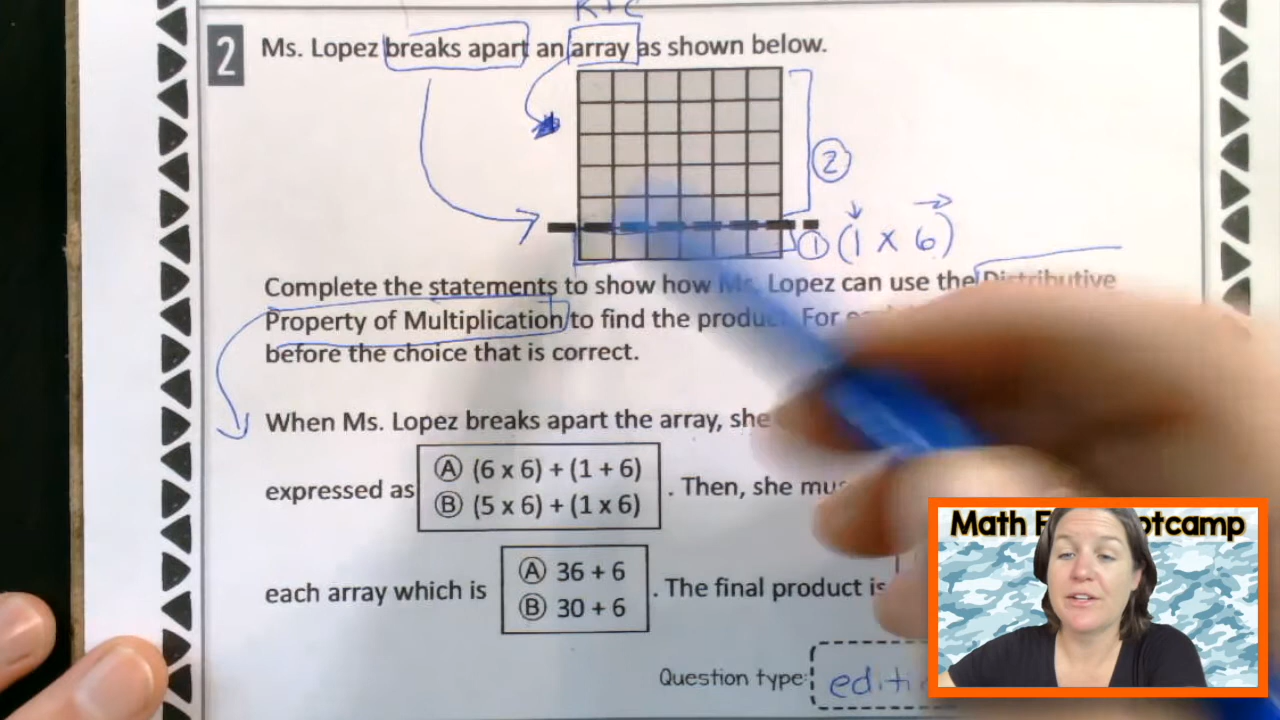 R+C
2 Ms. Lopez breaks apart an array as shown below.
②
① (1 x 6)
Complete the statements to show how Ms. Lopez can use the Distributive
Property of Multiplication to find the product. For
before the choice that is correct.
When Ms. Lopez breaks apart the array, she
Ⓐ (6 x 6) + (1 + 6)
expressed as . Then, she
Ⓑ (5 x 6) + (1 x 6)
Ⓐ 36 + 6
each array which is . The final product is
Ⓑ 30 + 6
Question type:
Math